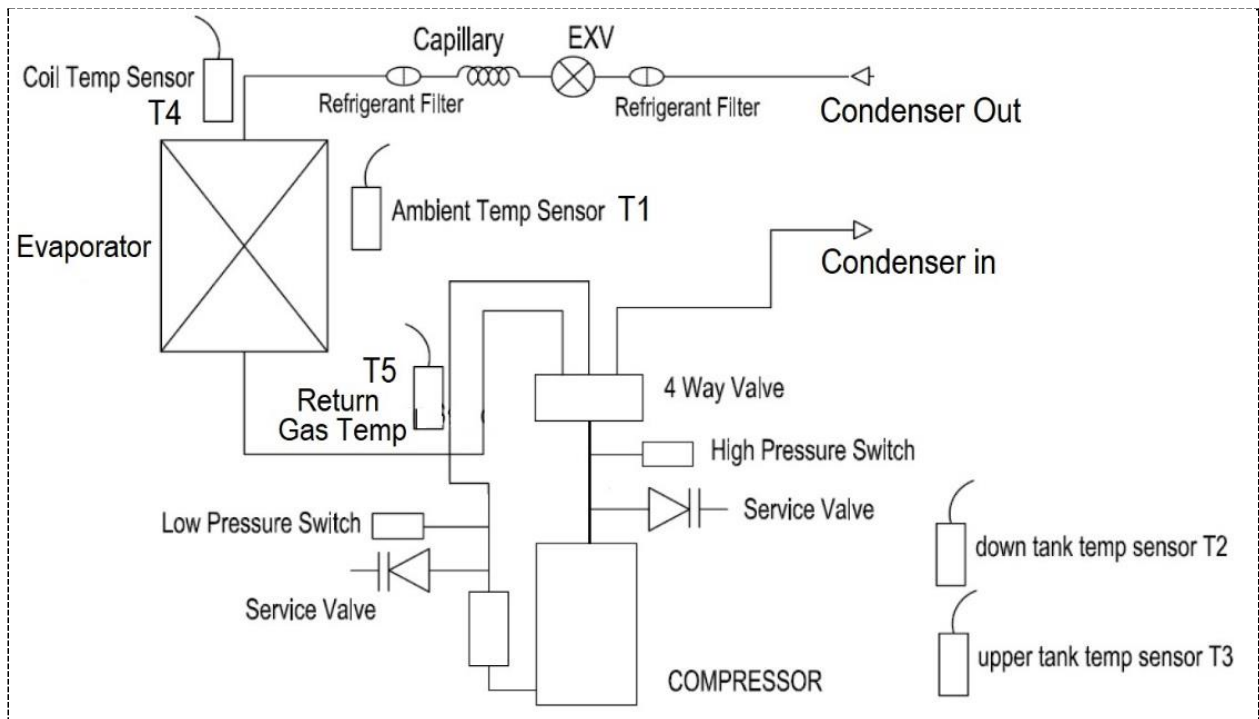 Capillary
EXV
Coil Temp Sensor
T4
Refrigerant Filter
Refrigerant Filter
Condenser Out
Ambient Temp Sensor T1
Evaporator
Condenser in
T5
Return
Gas Temp
4 Way Valve
High Pressure Switch
Low Pressure Switch
Service Valve
Service Valve
down tank temp sensor T2
upper tank temp sensor T3
COMPRESSOR